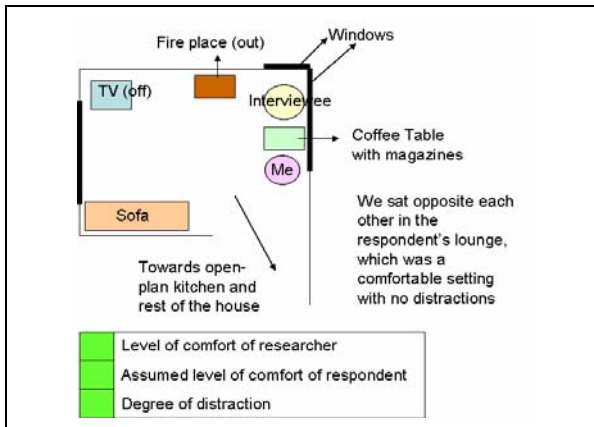 Windows
Fire place (out)
TV (off)
Interviewee
Coffee Table
with magazines
Me
Sofa
We sat opposite each
other in the
respondent's lounge,
which was a
comfortable setting
with no distractions
Towards open-
plan kitchen and
rest of the house
Level of comfort of researcher
Assumed level of comfort of respondent
Degree of distraction